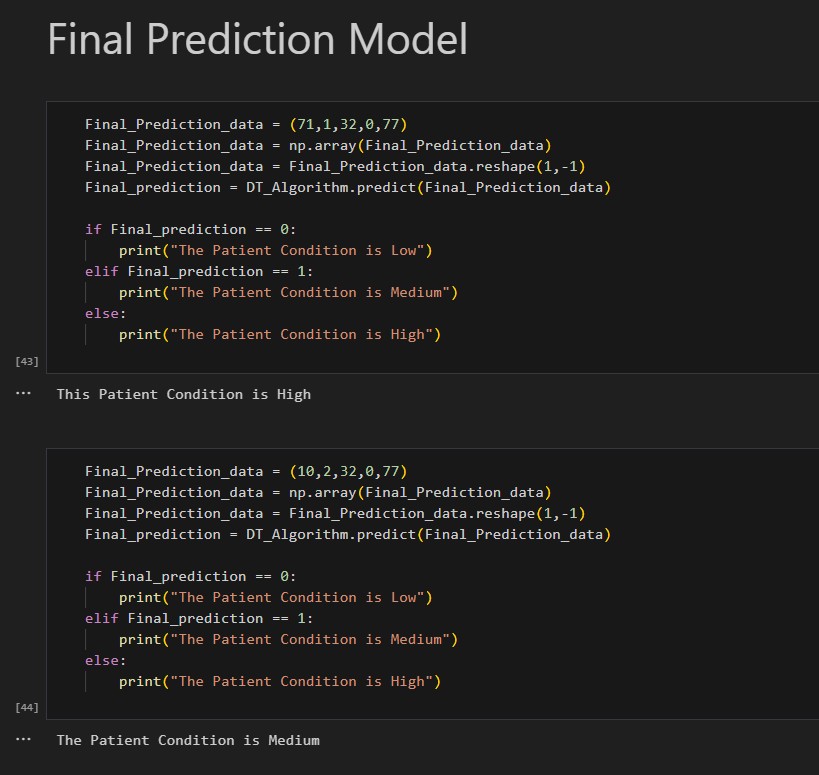 Final Prediction Model
Final_Prediction_data = (71,1,32,0,77)
Final_Prediction_data = np.array(Final_Prediction_data)
Final_Prediction_data = Final_Prediction_data.reshape(1,-1)
Final_prediction = DT_Algorithm.predict(Final_Prediction_data)
if Final_prediction == 0:
print("The Patient Condition is Low")
elif Final_prediction == 1:
print("The Patient Condition is Medium")
else:
print("The Patient Condition is High")
[43]
... This Patient Condition is High
Final_Prediction_data = (10,2,32,0,77)
Final_Prediction_data = np.array(Final_Prediction_data)
Final_Prediction_data = Final_Prediction_data.reshape(1,-1)
Final_prediction = DT_Algorithm.predict(Final_Prediction_data)
if Final_prediction == 0:
print("The Patient Condition is Low")
elif Final_prediction == 1:
print("The Patient Condition is Medium")
else:
print("The Patient Condition is High")
[44]
... The Patient Condition is Medium